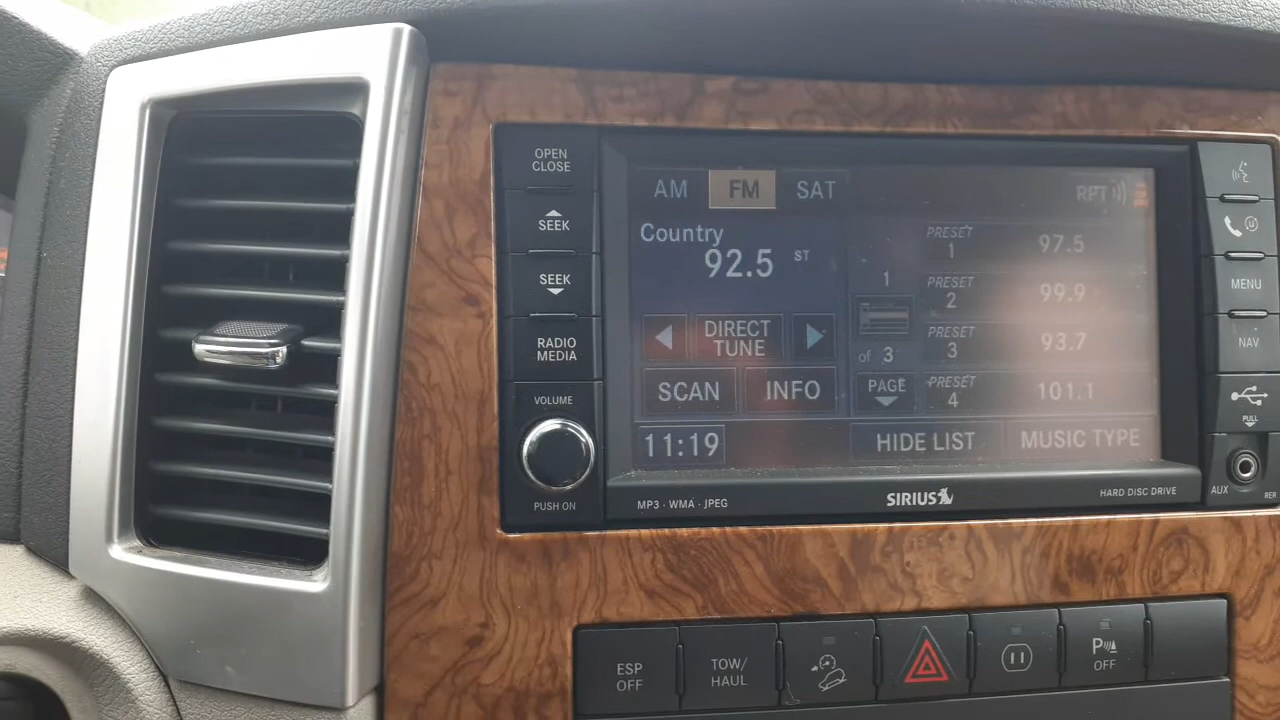 OPEN
CLOSE
SEEK
SEEK
RADIO
MEDIA
VOLUME
PUSH ON
AM FM SAT RPT
Country
92.5 ST
DIRECT
TUNE
SCAN INFO
11:19
1
of 3
PAGE
PRESET
1 97.5
PRESET
2 99.9
PRESET
3 93.7
PRESET
4 101.1
HIDE LIST MUSIC TYPE
MP3 · WMA · JPEG
SIRIUS
HARD DISC DRIVE
MENU
NAV
PULL
AUX
ESP
OFF
TOW/
HAUL
P
OFF